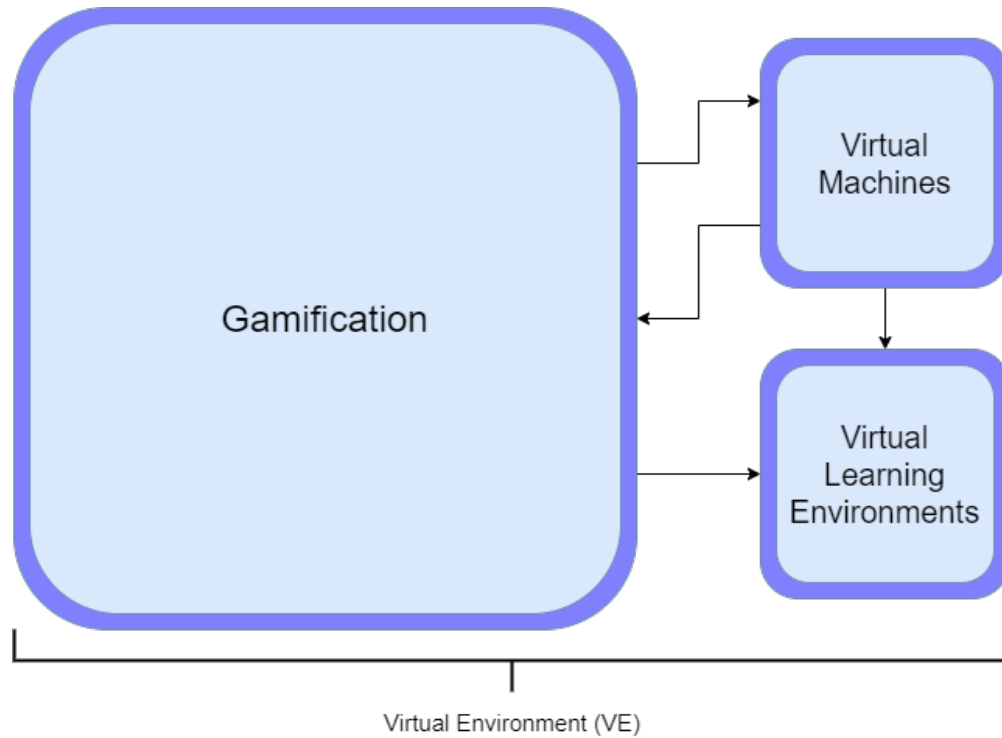 Gamification
Virtual
Machines
Virtual
Learning
Environments
Virtual Environment (VE)